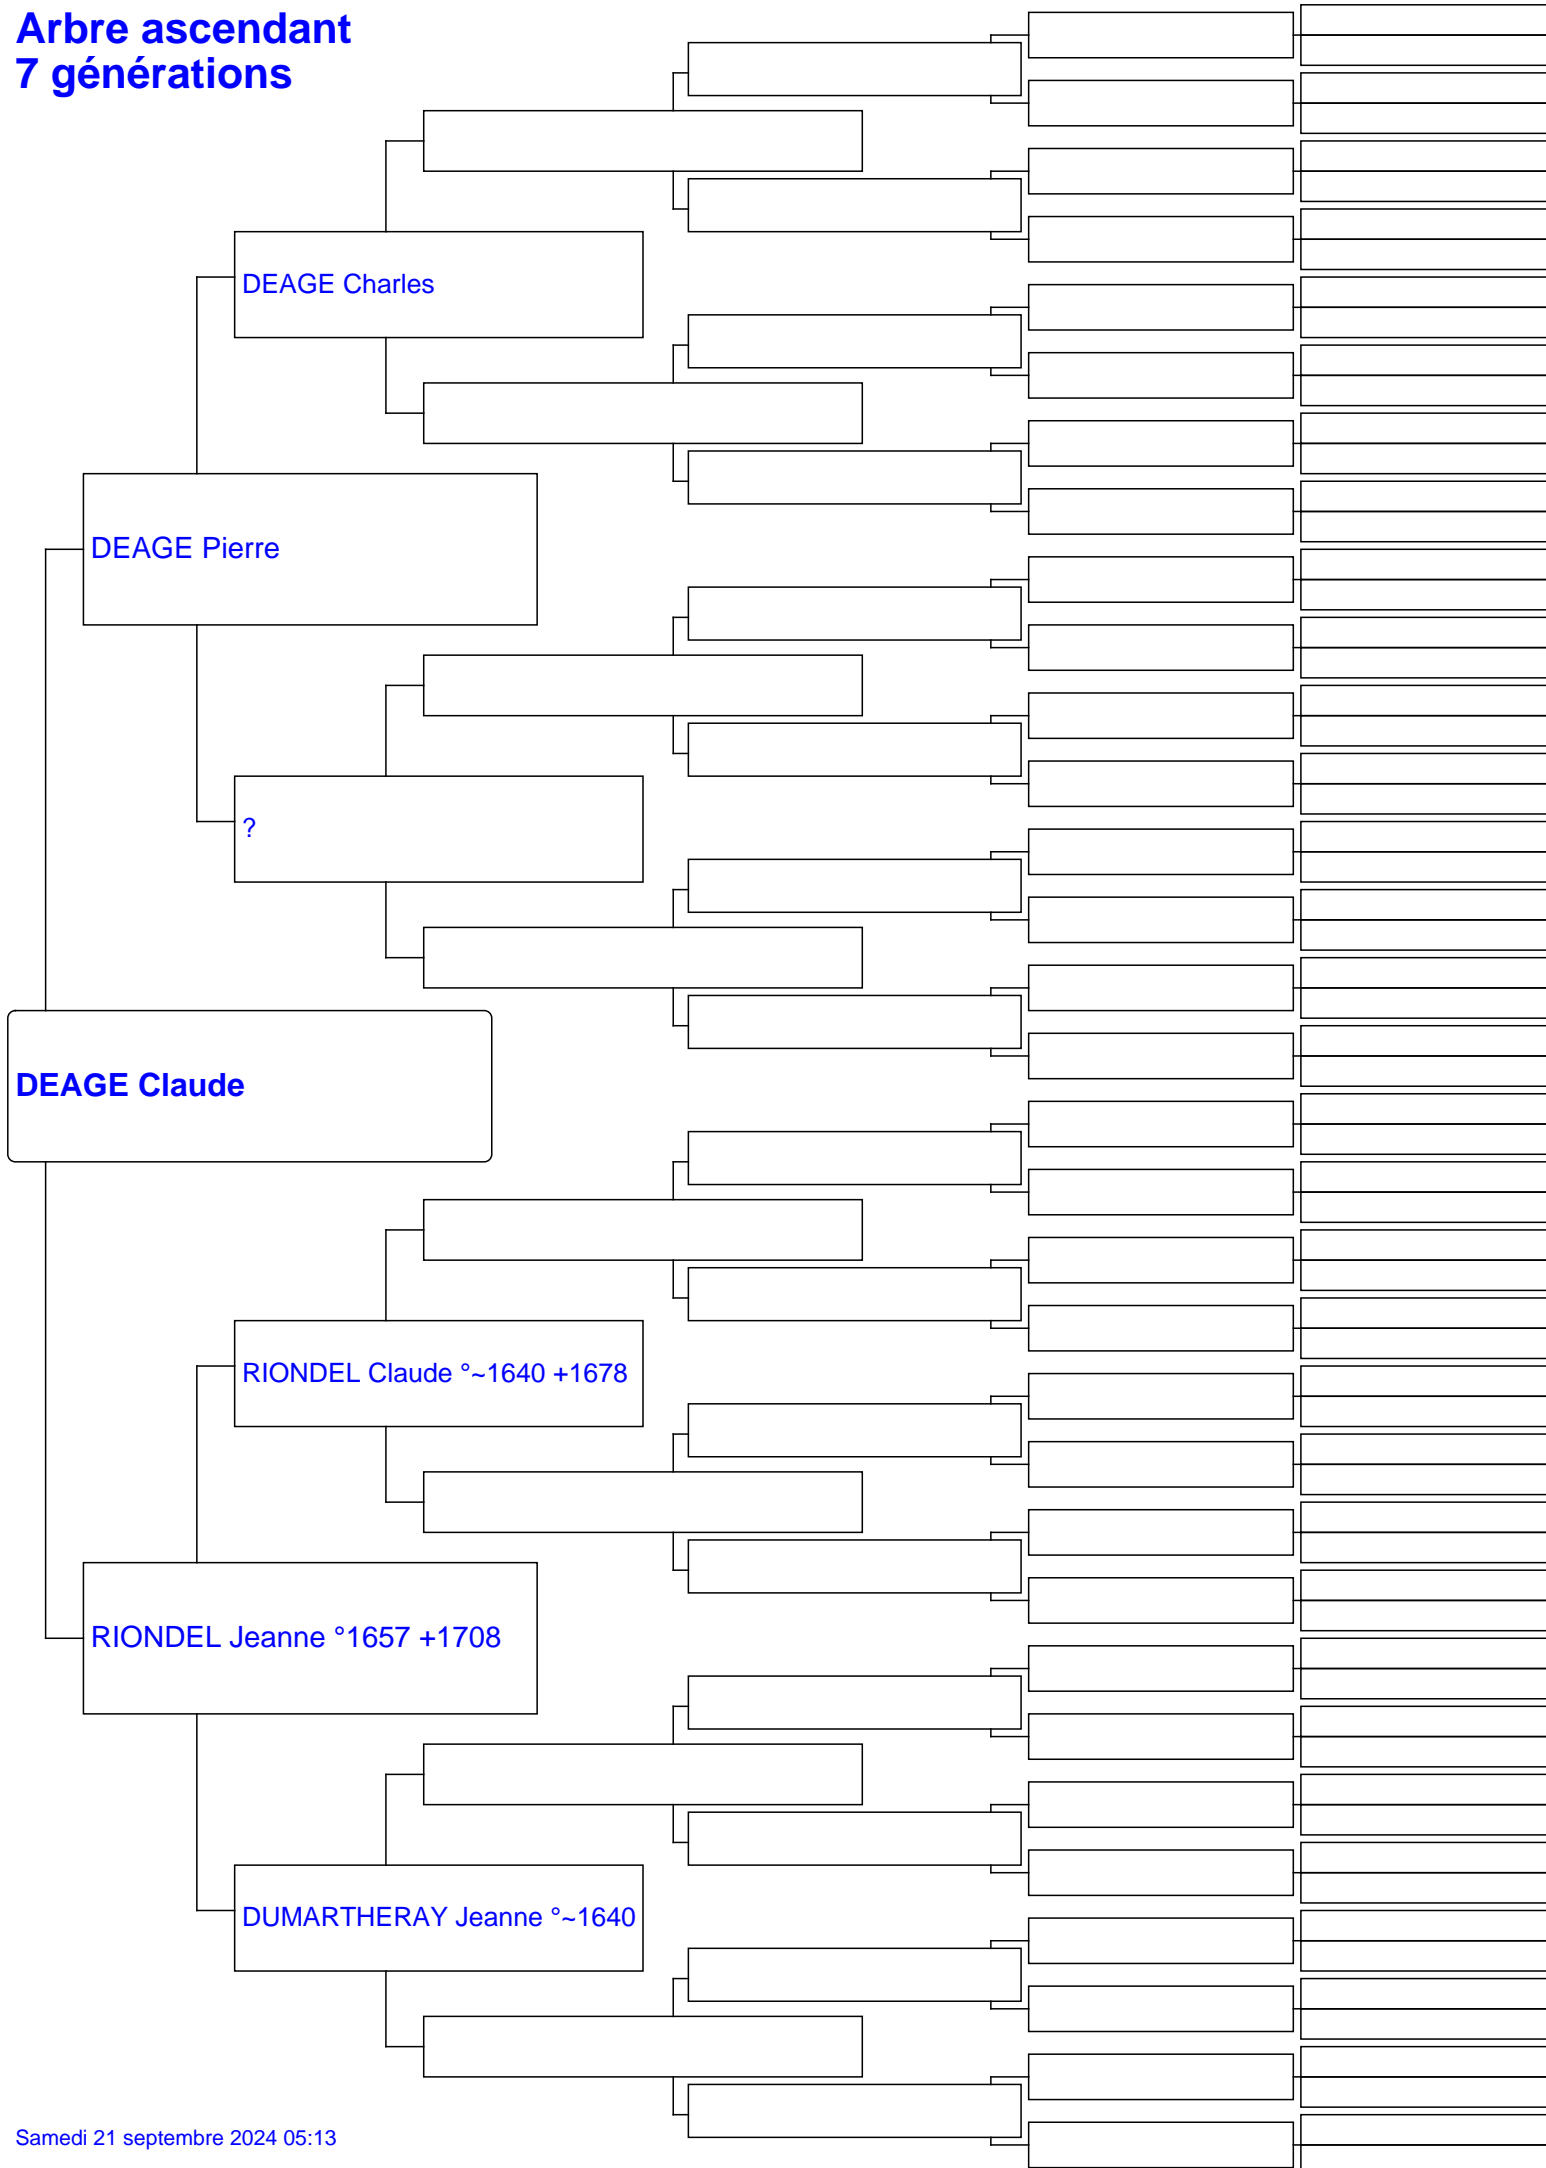 Arbre ascendant
7 générations
DEAGE Charles
DEAGE Pierre
?
DEAGE Claude
RIONDEL Claude °~1640 +1678
RIONDEL Jeanne °1657 +1708
DUMARTHERAY Jeanne °~1640
Samedi 21 septembre 2024 05:13